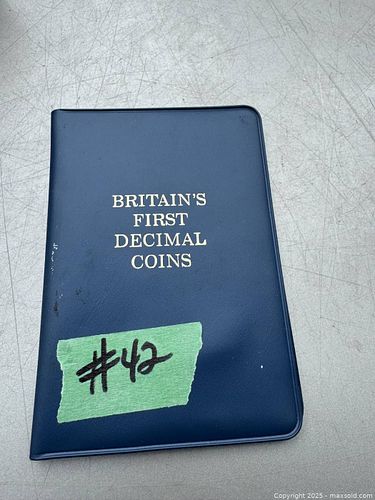 BRITAIN'S
FIRST
DECIMAL
COINS
#42
Copyright 2025 - maxsold.com